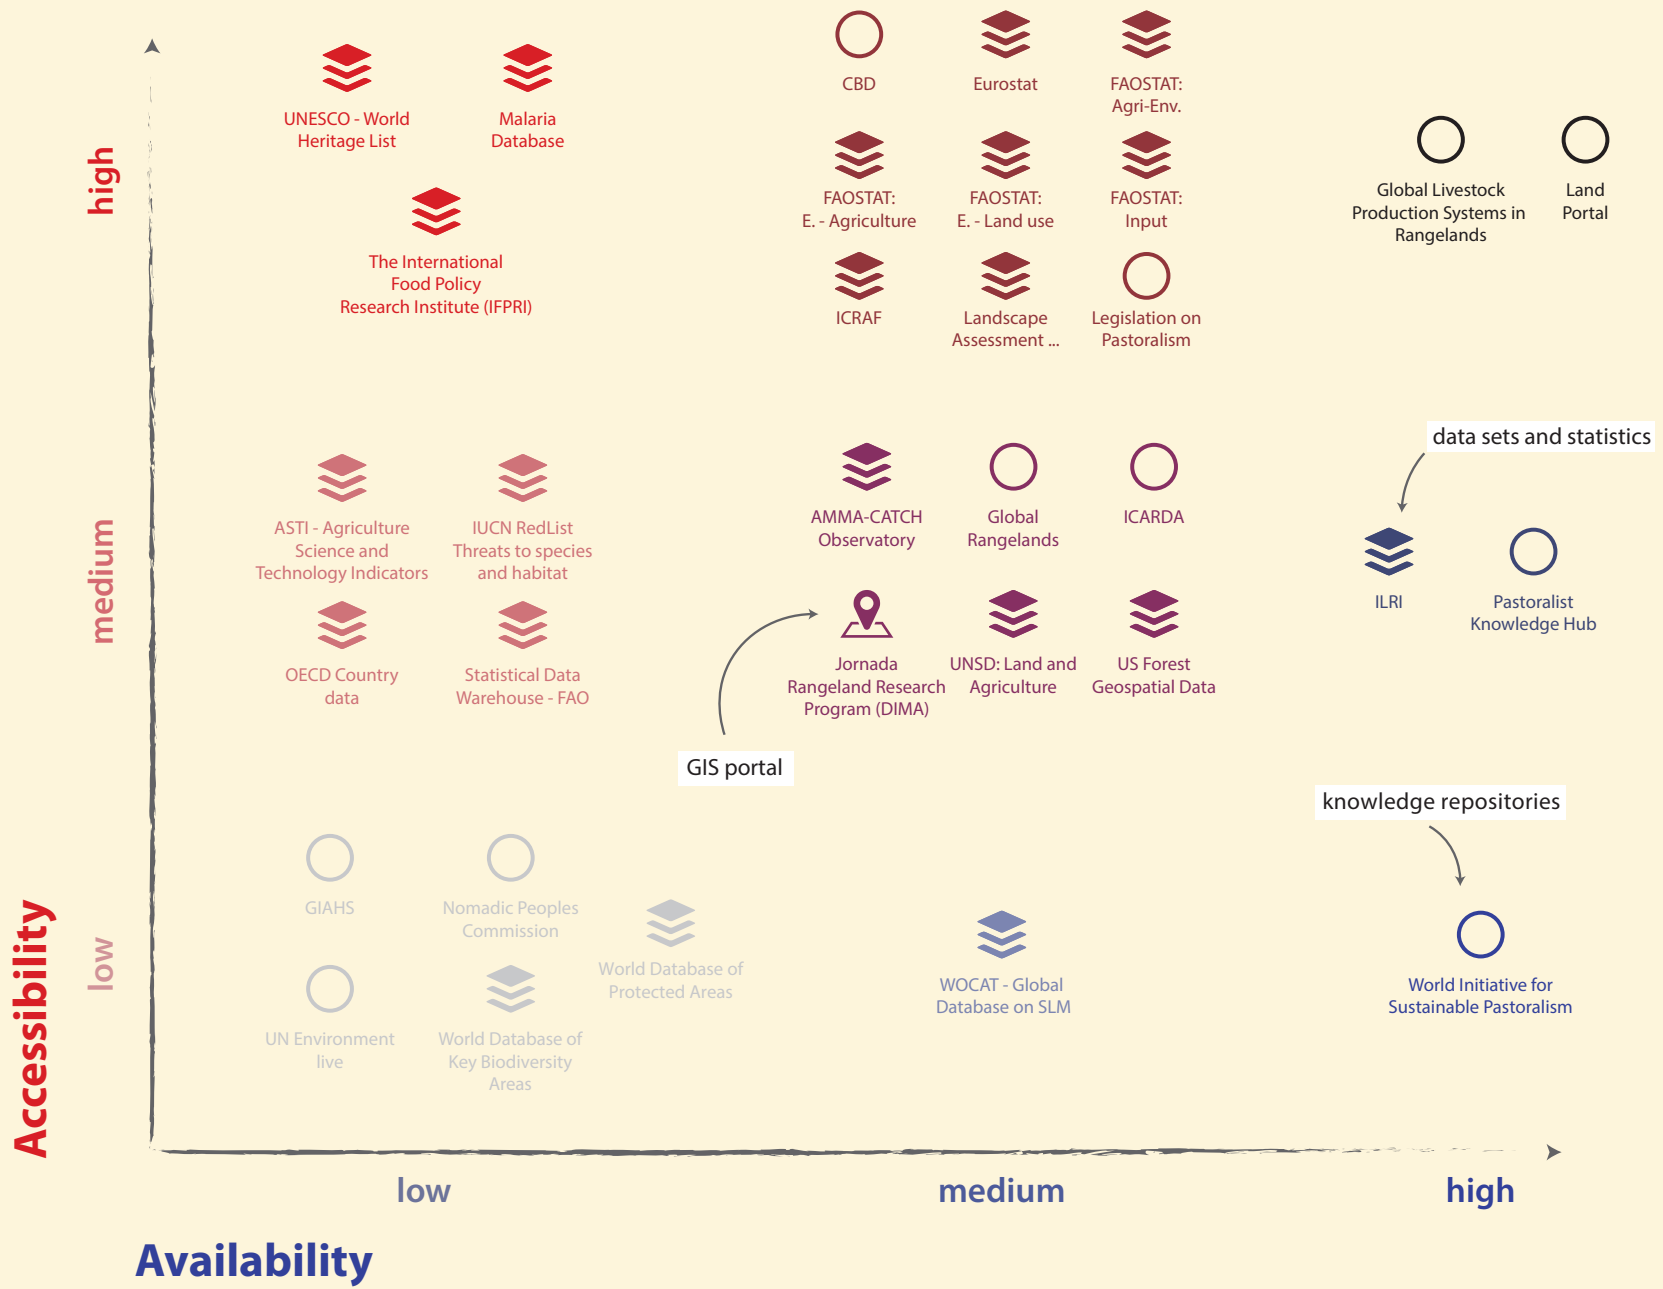 CBD
Eurostat
FAOSTAT:
Agri-Env.
UNESCO - World
Heritage List
Malaria
Database
high
FAOSTAT:
E. - Agriculture
FAOSTAT:
E. - Land use
FAOSTAT:
Input
Global Livestock
Production Systems in
Rangelands
Land
Portal
The International
Food Policy
Research Institute (IFPRI)
ICRAF
Landscape
Assessment ...
Legislation on
Pastoralism
data sets and statistics
medium
ASTI - Agriculture
Science and
Technology Indicators
IUCN RedList
Threats to species
and habitat
AMMA-CATCH
Observatory
Global
Rangelands
ICARDA
ILRI
Pastoralist
Knowledge Hub
OECD Country
data
Statistical Data
Warehouse - FAO
Jornada
Rangeland Research
Program (DIMA)
UNSD: Land and
Agriculture
US Forest
Geospatial Data
GIS portal
knowledge repositories
Accessibility
low
GIAHS
Nomadic Peoples
Commission
World Database of
Protected Areas
WOCAT - Global
Database on SLM
World Initiative for
Sustainable Pastoralism
UN Environment
live
World Database of
Key Biodiversity
Areas
low
medium
high
Availability